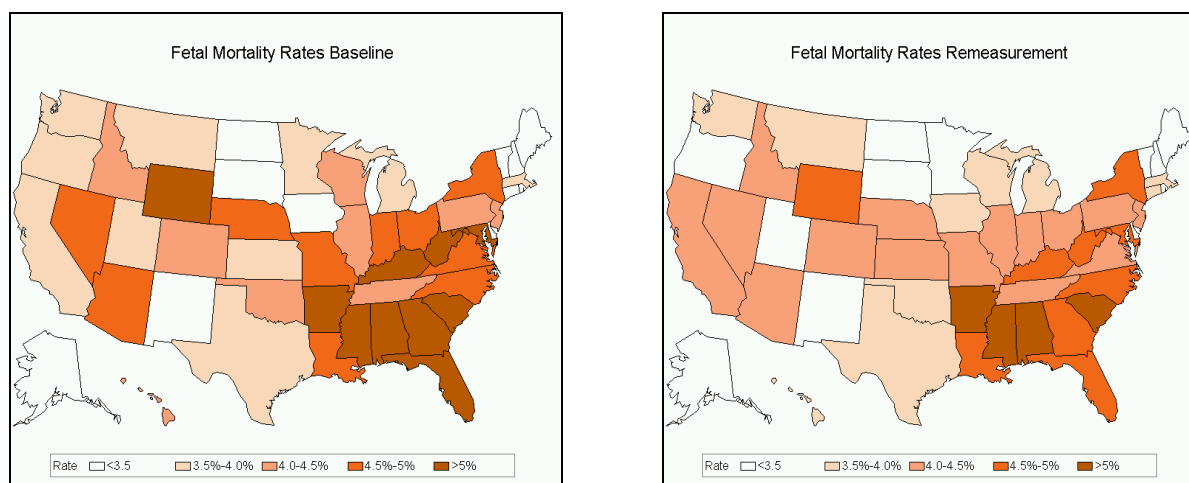 Fetal Mortality Rates Baseline
Rate <3.5 3.5%-4.0% 4.0-4.5% 4.5%-5% >5%
Fetal Mortality Rates Remeasurement
Rate <3.5 3.5%-4.0% 4.0-4.5% 4.5%-5% >5%